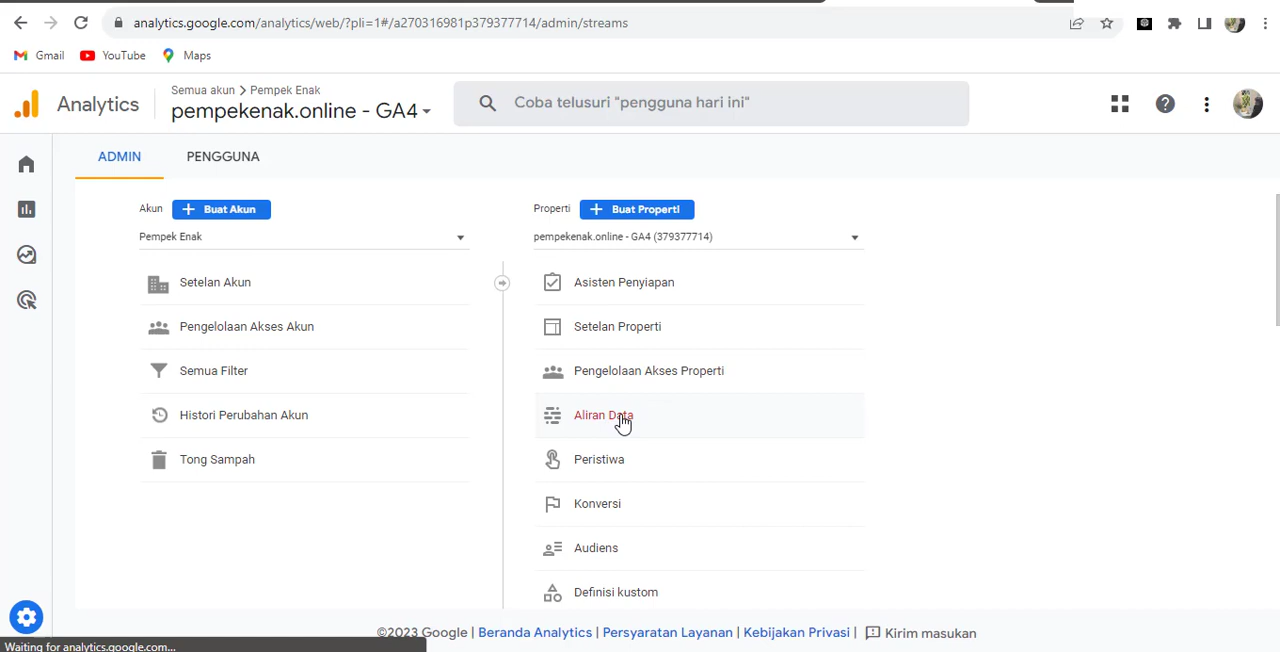 analytics.google.com/analytics/web/?pli=1#/a270316981p379377714/admin/streams
Gmail YouTube Maps
Analytics
Semua akun > Pempek Enak
pempekenak.online - GA4
Coba telusuri "pengguna hari ini"
ADMIN PENGGUNA
Akun + Buat Akun
Pempek Enak
Setelan Akun
Pengelolaan Akses Akun
Semua Filter
Histori Perubahan Akun
Tong Sampah
Properti + Buat Properti
pempekenak.online - GA4 (379377714)
Asisten Penyiapan
Setelan Properti
Pengelolaan Akses Properti
Aliran Data
Peristiwa
Konversi
Audiens
Definisi kustom
©2023 Google | Beranda Analytics | Persyaratan Layanan | Kebijakan Privasi | Kirim masukan
Waiting for analytics.google.com...